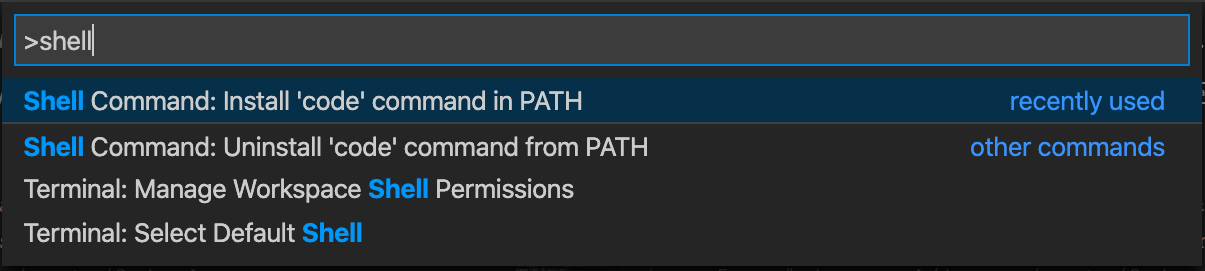 >shell
Shell Command: Install 'code' command in PATH recently used
Shell Command: Uninstall 'code' command from PATH other commands
Terminal: Manage Workspace Shell Permissions
Terminal: Select Default Shell